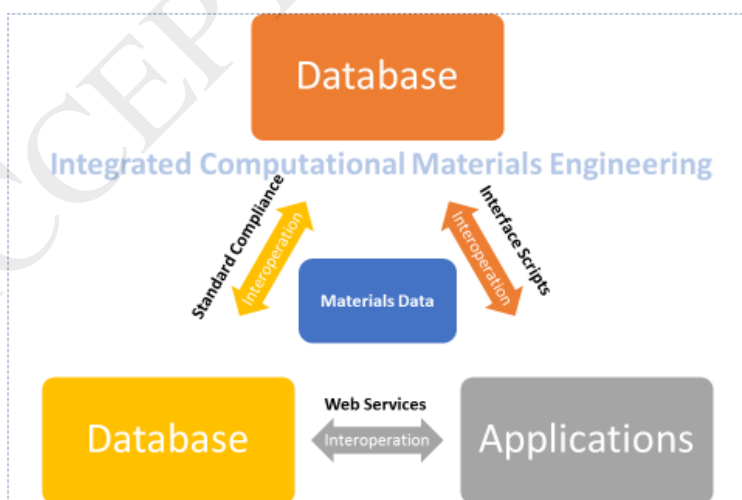 Database
Integrated Computational Materials Engineering
Standard Compliance
Interoperation
Interface Scripts
Interoperation
Materials Data
Database
Web Services
Interoperation
Applications